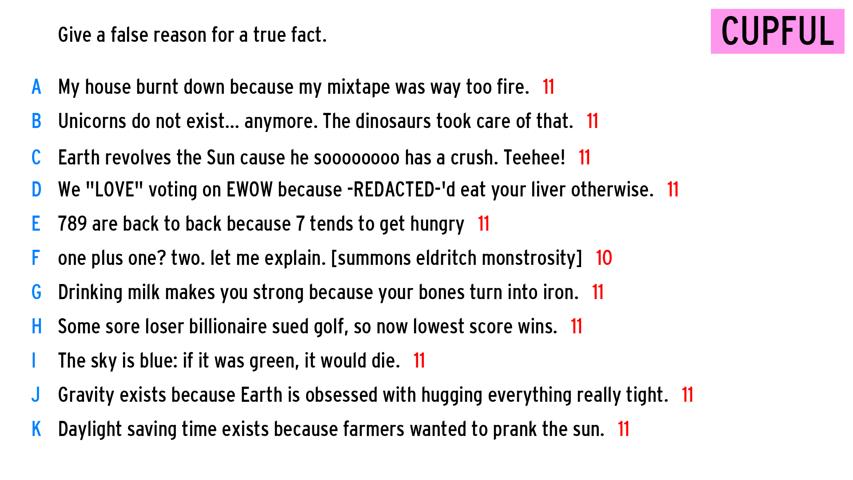 Give a false reason for a true fact.
CUPFUL
A My house burnt down because my mixtape was way too fire. 11
B Unicorns do not exist... anymore. The dinosaurs took care of that. 11
C Earth revolves the Sun cause he soooooooo has a crush. Teehee! 11
D We "LOVE" voting on EWOW because -REDACTED-'d eat your liver otherwise. 11
E 789 are back to back because 7 tends to get hungry 11
F one plus one? two. let me explain. [summons eldritch monstrosity] 10
G Drinking milk makes you strong because your bones turn into iron. 11
H Some sore loser billionaire sued golf, so now lowest score wins. 11
I The sky is blue: if it was green, it would die. 11
J Gravity exists because Earth is obsessed with hugging everything really tight. 11
K Daylight saving time exists because farmers wanted to prank the sun. 11